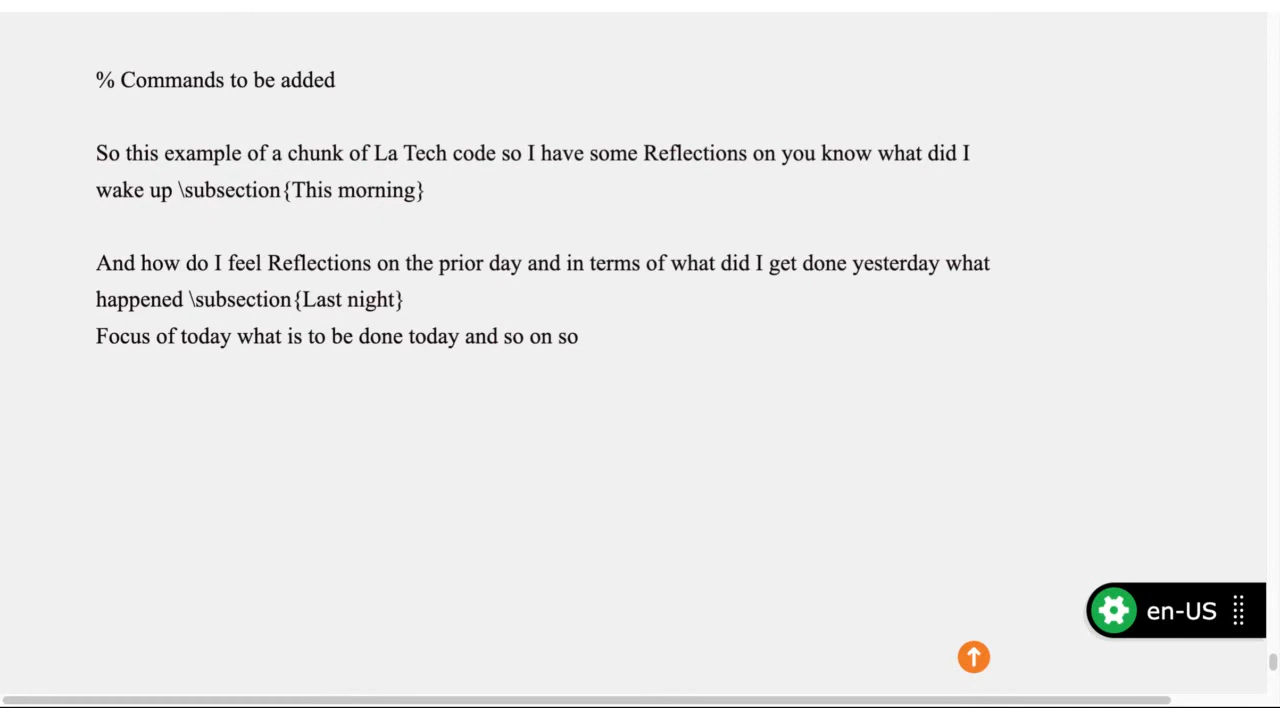 % Commands to be added
So this example of a chunk of La Tech code so I have some Reflections on you know what did I
wake up \subsection{This morning}
And how do I feel Reflections on the prior day and in terms of what did I get done yesterday what
happened \subsection{Last night}
Focus of today what is to be done today and so on so
en-US